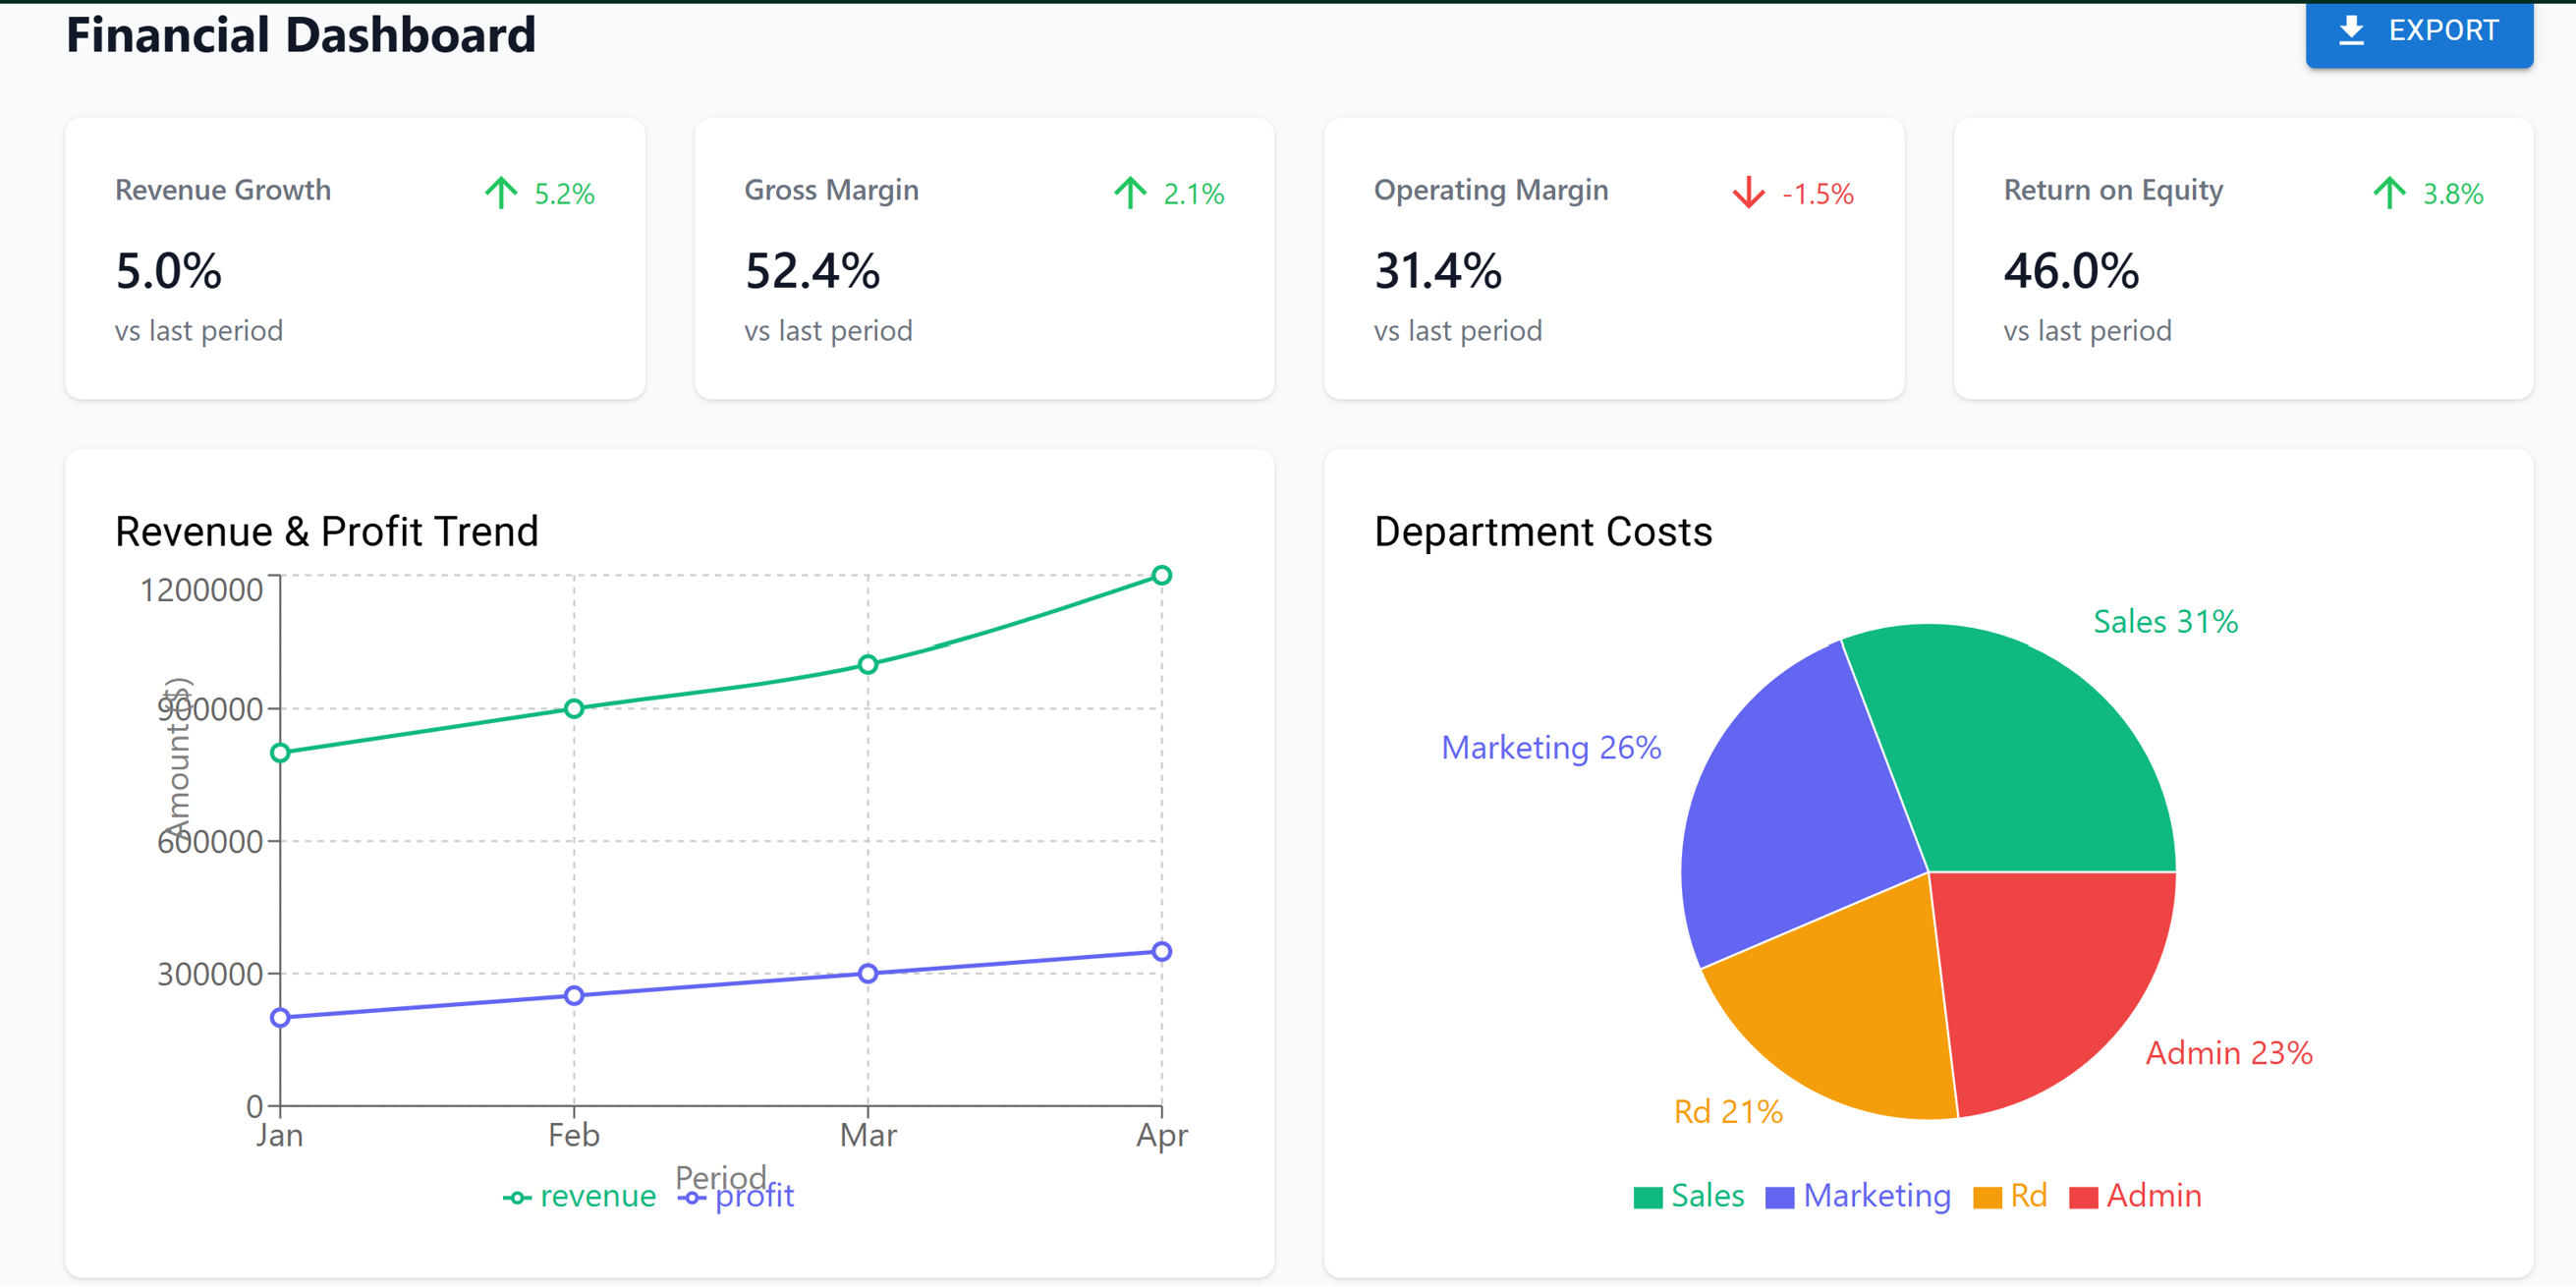 Financial Dashboard
EXPORT
Revenue Growth
5.2%
5.0%
vs last period
Gross Margin
2.1%
52.4%
vs last period
Operating Margin
-1.5%
31.4%
vs last period
Return on Equity
3.8%
46.0%
vs last period
Revenue & Profit Trend
1200000
900000
600000
300000
0
Amount ($)
Jan
Feb
Mar
Apr
Period
revenue
profit
Department Costs
Sales 31%
Marketing 26%
Admin 23%
Rd 21%
Sales
Marketing
Rd
Admin